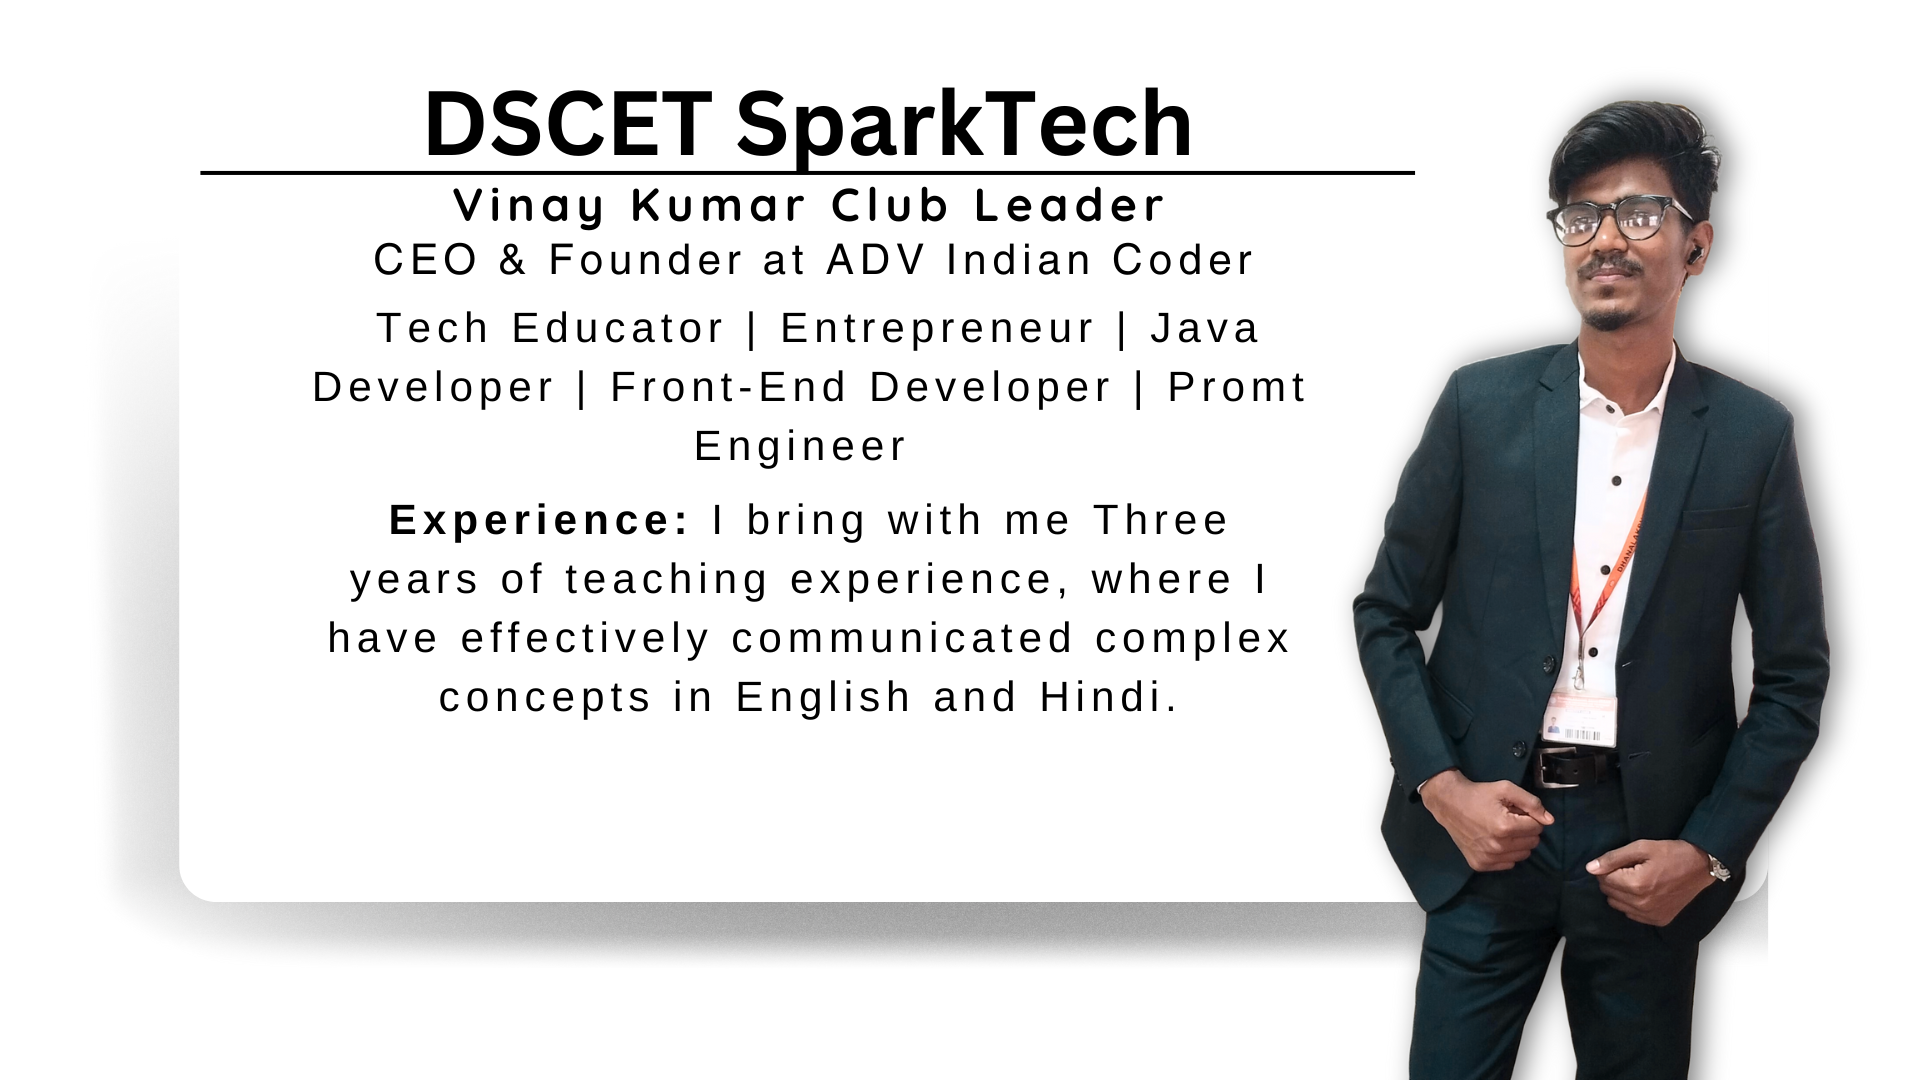 DSCET SparkTech
Vinay Kumar Club Leader
CEO & Founder at ADV Indian Coder
Tech Educator | Entrepreneur | Java
Developer | Front-End Developer | Promt
Engineer
Experience: I bring with me Three
years of teaching experience, where I
have effectively communicated complex
concepts in English and Hindi.